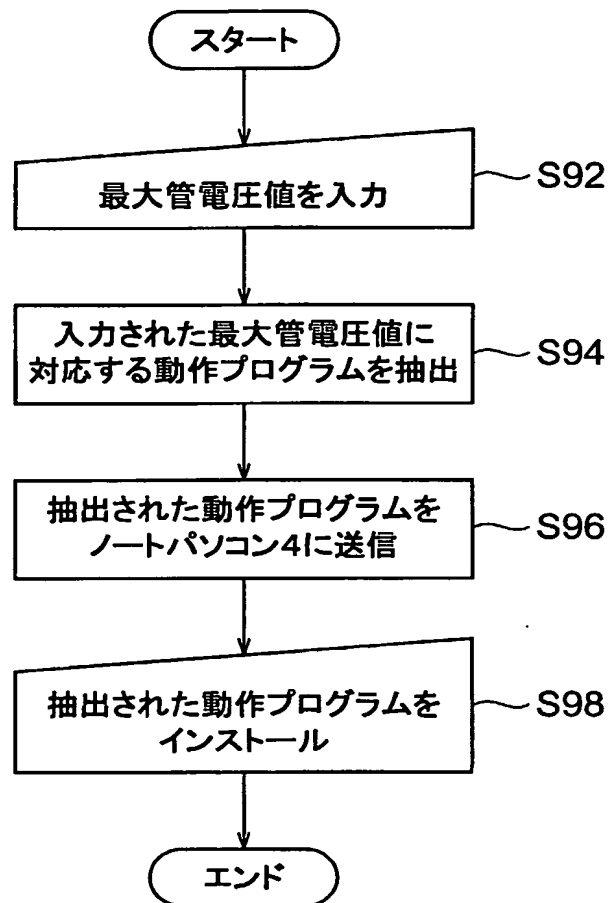 スタート
最大管電圧値を入力
S92
入力された最大管電圧値に
対応する動作プログラムを抽出
S94
抽出された動作プログラムを
ノートパソコン4に送信
S96
抽出された動作プログラムを
インストール
S98
エンド